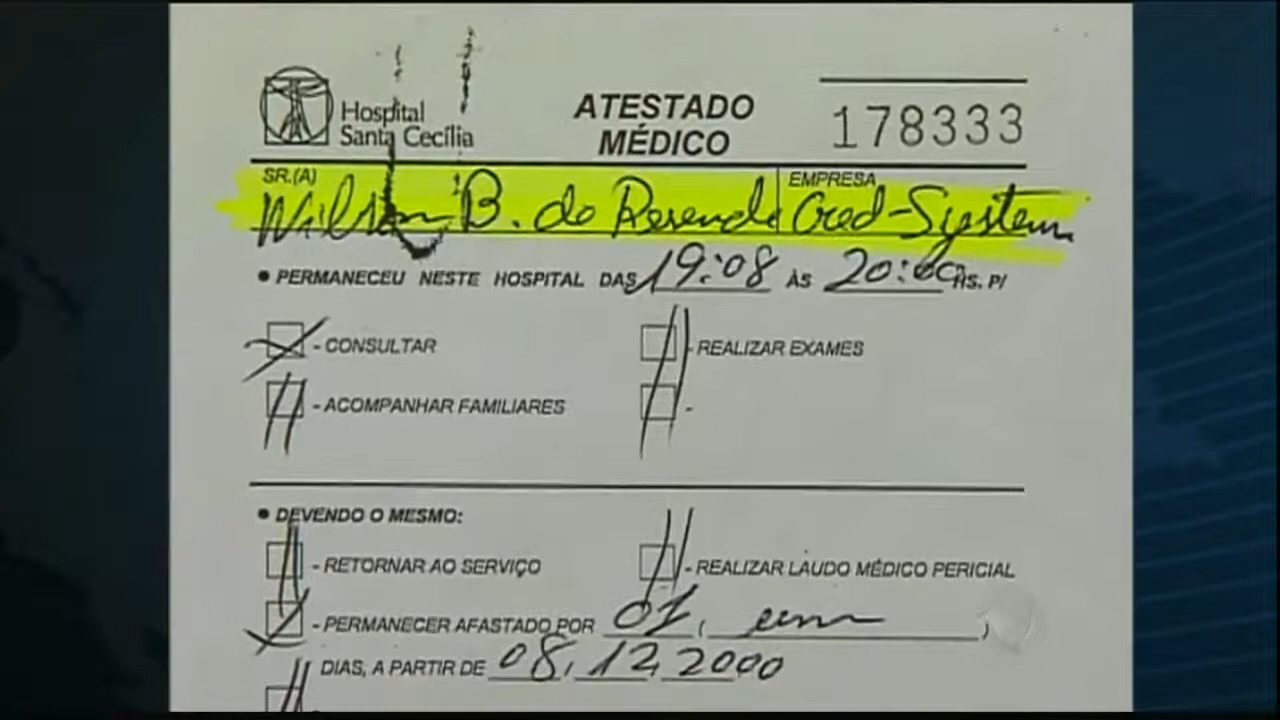 Hospital
Santa Cecília
ATESTADO
MÉDICO
178333
SR.(A)
EMPRESA
Wilson B. de Resende Cred-System
• PERMANECEU NESTE HOSPITAL DAS 19:08 ÀS 20:00 HS. P/
- CONSULTAR
- REALIZAR EXAMES
- ACOMPANHAR FAMILIARES
-
• DEVENDO O MESMO:
- RETORNAR AO SERVIÇO
- REALIZAR LAUDO MÉDICO PERICIAL
- PERMANECER AFASTADO POR 01 ( um )
DIAS, A PARTIR DE 08, 12, 2000